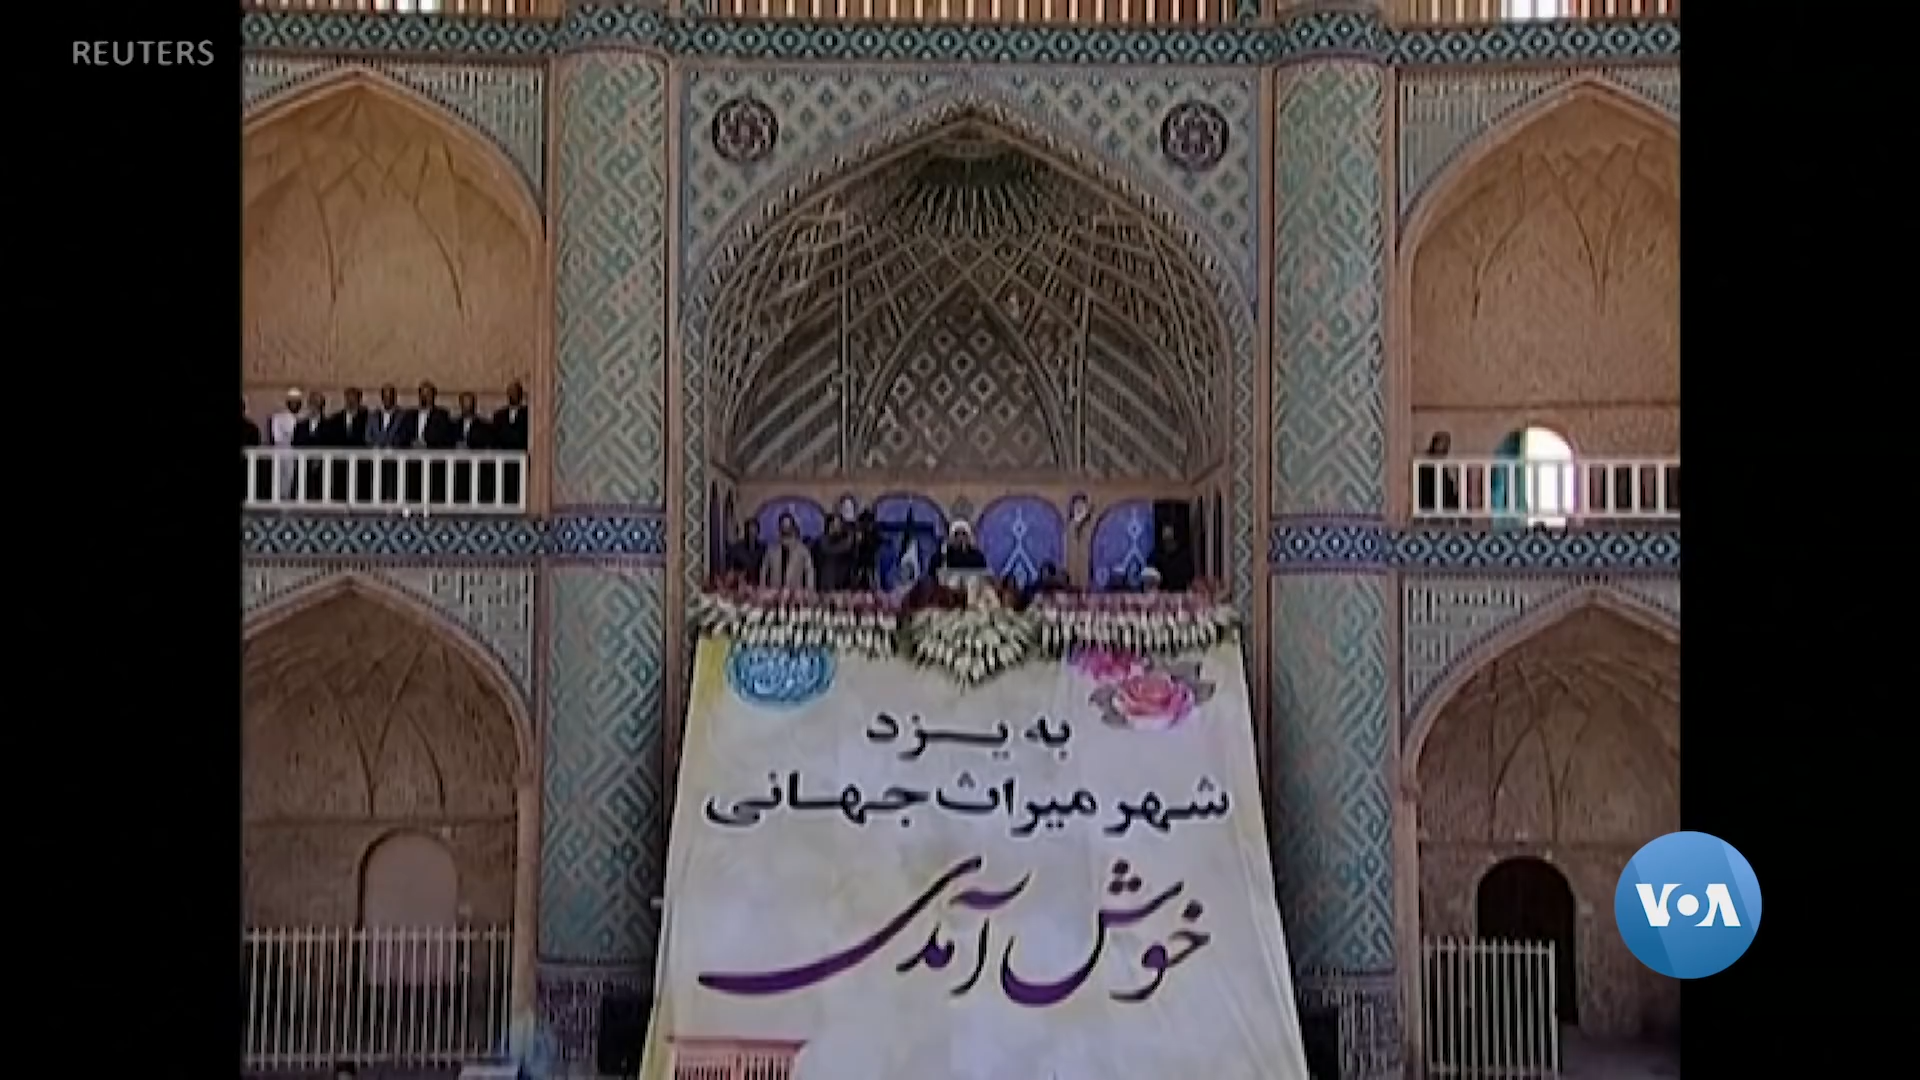 REUTERS
به یزد
شهر میراث جهانی
خوش آمدی
VOA